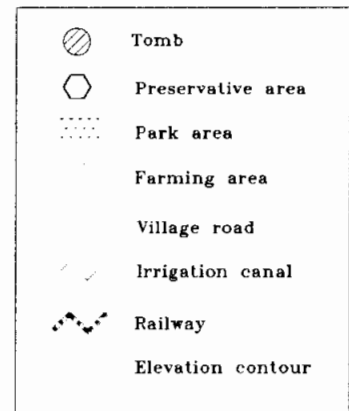 Tomb
Preservative area
Park area
Farming area
Village road
Irrigation canal
Railway
Elevation contour